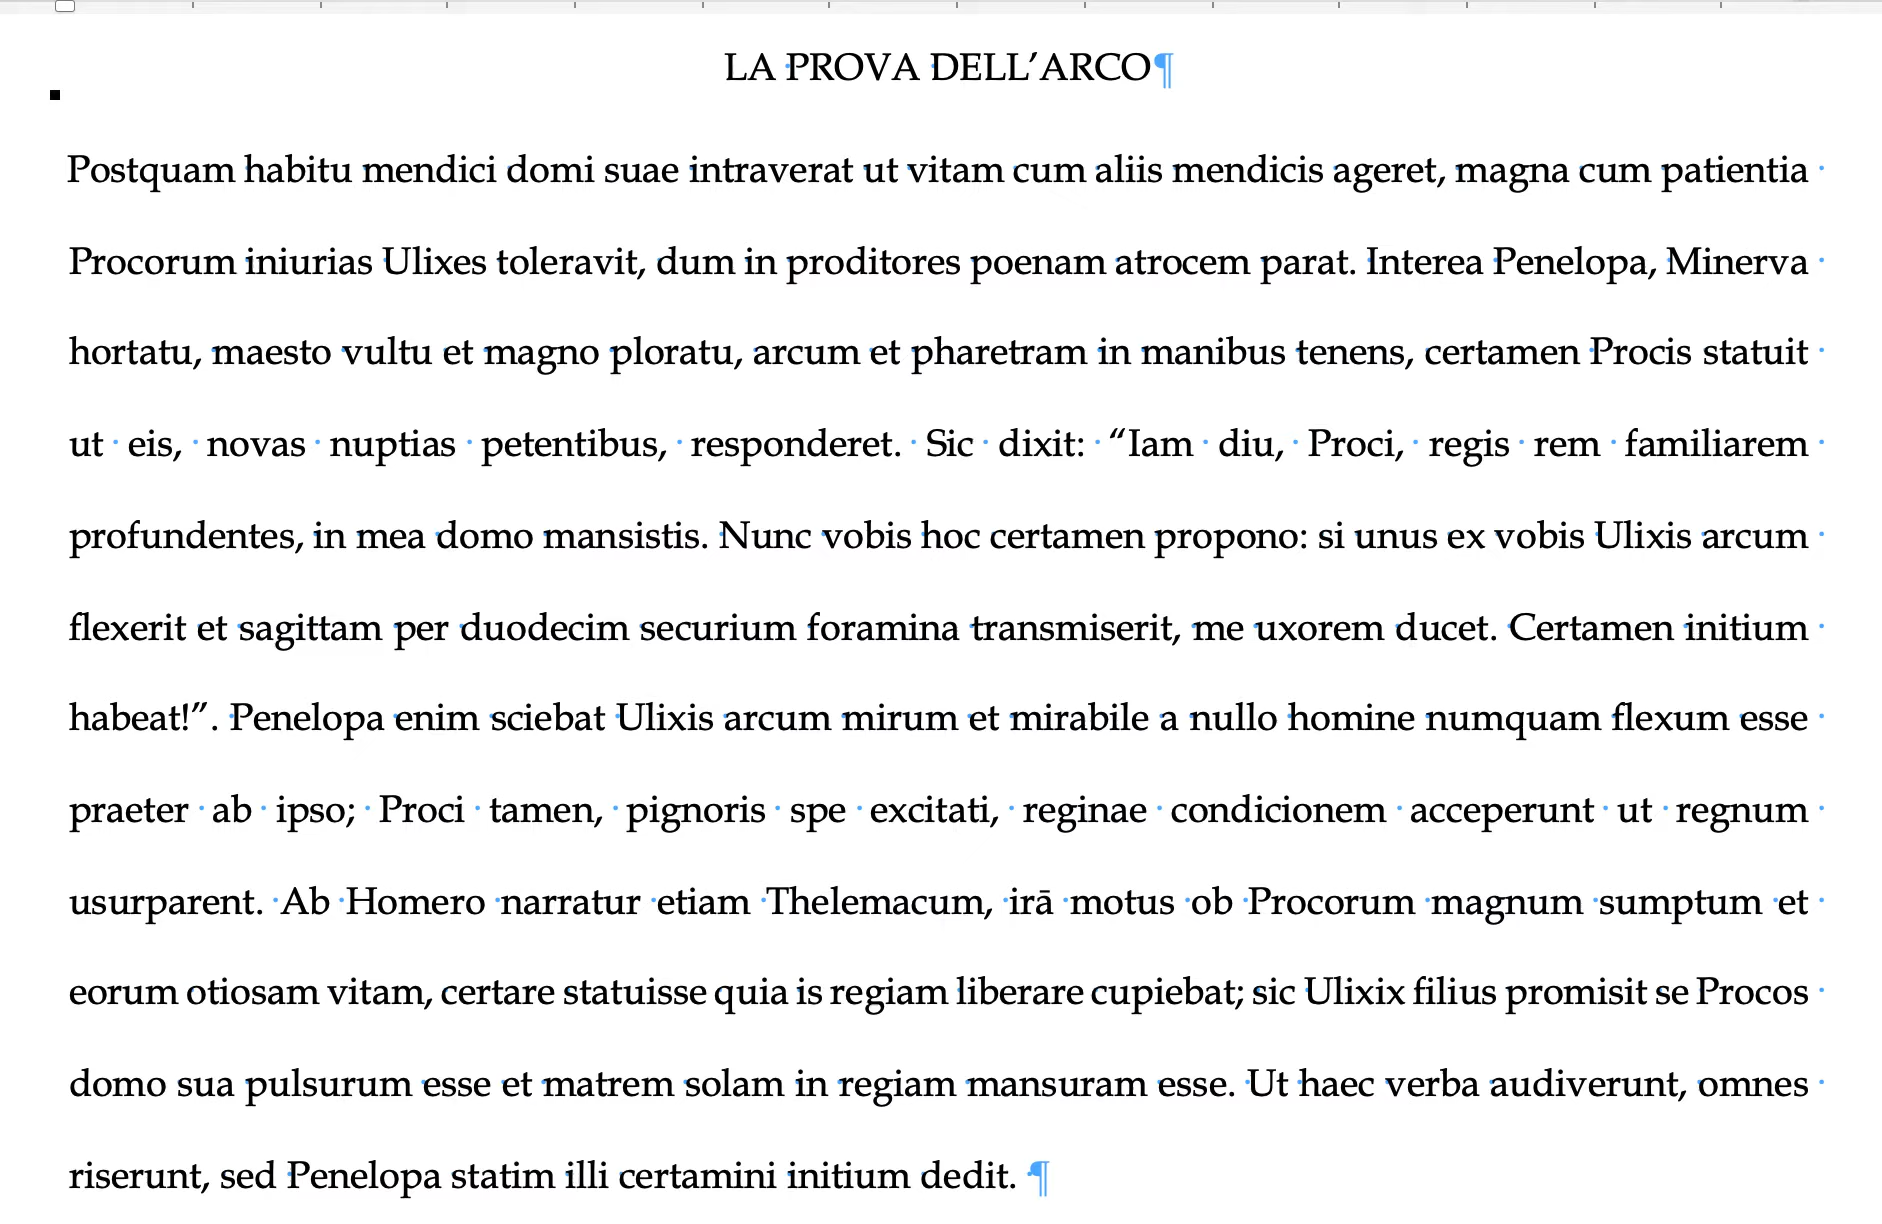 LA PROVA DELL’ARCO¶
Postquam habitu mendici domi suae intraverat ut vitam cum aliis mendicis ageret, magna cum patientia
Procorum iniurias Ulixes toleravit, dum in proditores poenam atrocem parat. Interea Penelopa, Minerva
hortatu, maesto vultu et magno ploratu, arcum et pharetram in manibus tenens, certamen Procis statuit
ut eis, novas nuptias petentibus, responderet. Sic dixit: “Iam diu, Proci, regis rem familiarem
profundentes, in mea domo mansistis. Nunc vobis hoc certamen propono: si unus ex vobis Ulixis arcum
flexerit et sagittam per duodecim securium foramina transmiserit, me uxorem ducet. Certamen initium
habeat!”. Penelopa enim sciebat Ulixis arcum mirum et mirabile a nullo homine numquam flexum esse
praeter ab ipso; Proci tamen, pignoris spe excitati, reginae condicionem acceperunt ut regnum
usurparent. Ab Homero narratur etiam Thelemacum, irā motus ob Procorum magnum sumptum et
eorum otiosam vitam, certare statuisse quia is regiam liberare cupiebat; sic Ulixix filius promisit se Procos
domo sua pulsurum esse et matrem solam in regiam mansuram esse. Ut haec verba audiverunt, omnes
riserunt, sed Penelopa statim illi certamini initium dedit. ¶